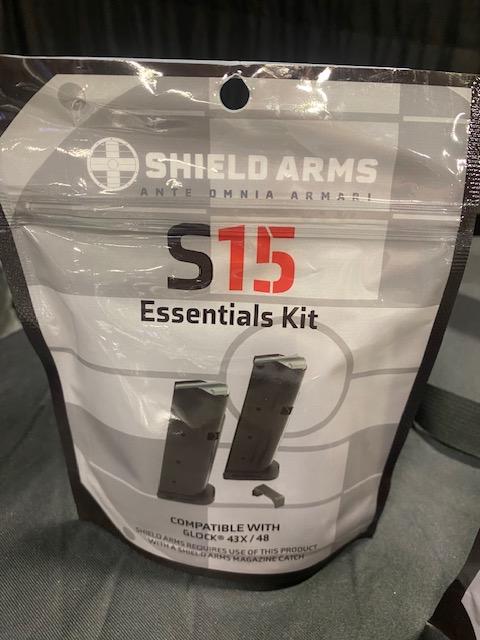 SHIELD ARMS
ANTE OMNIA ARMARI
S15
Essentials Kit
COMPATIBLE WITH
GLOCK® 43X / 48
SHIELD ARMS REQUIRES USE OF THIS PRODUCT
WITH A SHIELD ARMS MAGAZINE CATCH